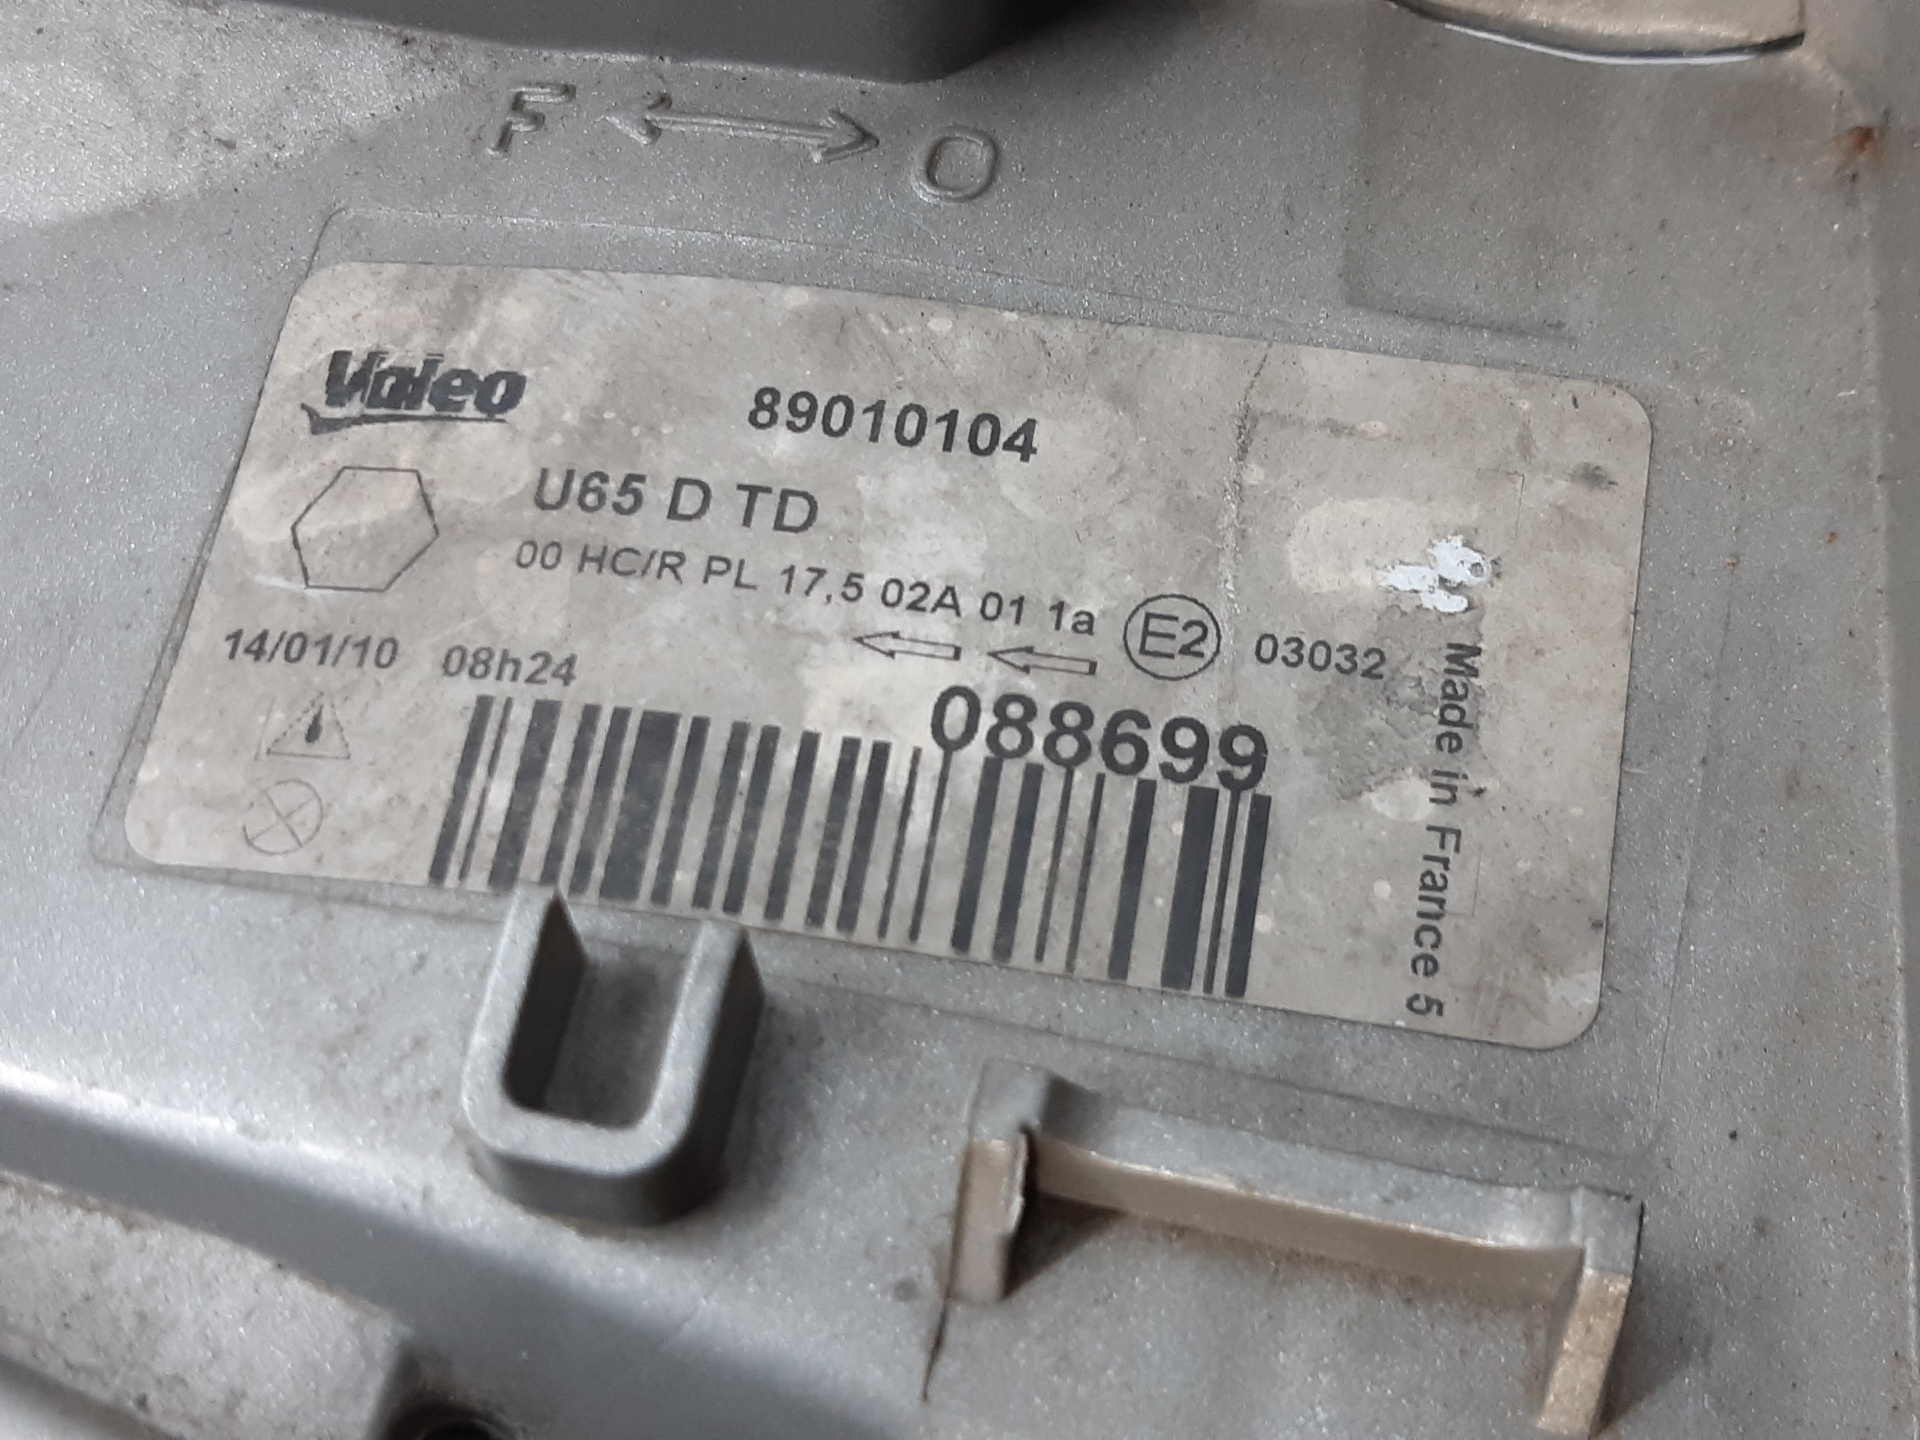 F O
Valeo
89010104
U65 D TD
00 HC/R PL 17,5 02A 01 1a E2 03032
14/01/10 08h24
088699
Made in France 5